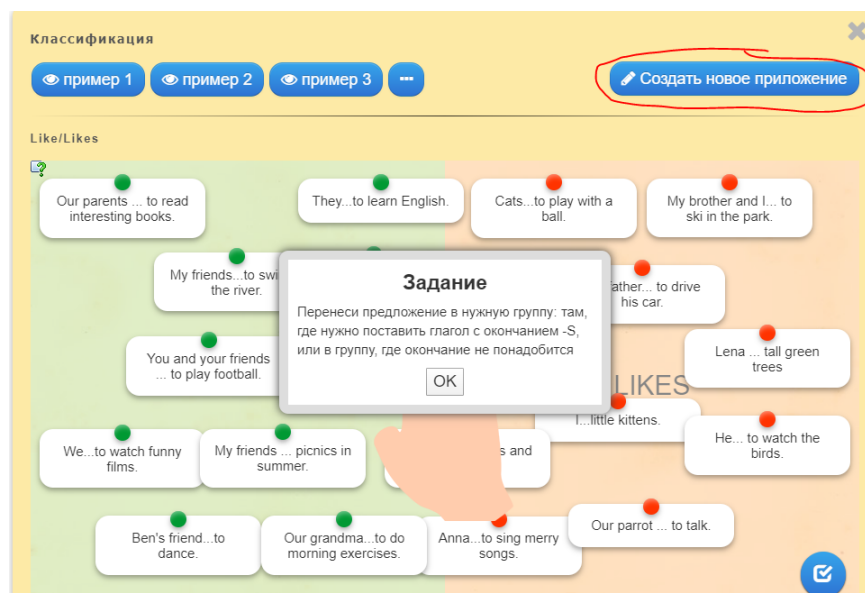 Классификация
пример 1
пример 2
пример 3
Создать новое приложение
Like/Likes
Our parents ... to read
interesting books.
They...to learn English.
Cats...to play with a
ball.
My brother and I... to
ski in the park.
My friends...to swi
the river.
ather... to drive
his car.
Задание
Перенеси предложение в нужную группу: там,
где нужно поставить глагол с окончанием -S,
или в группу, где окончание не понадобится
OK
You and your friends
... to play football.
Lena ... tall green
trees
LIKES
I...little kittens.
We...to watch funny
films.
My friends ... picnics in
summer.
s and
He... to watch the
birds.
Ben's friend...to
dance.
Our grandma...to do
morning exercises.
Anna...to sing merry
songs.
Our parrot ... to talk.